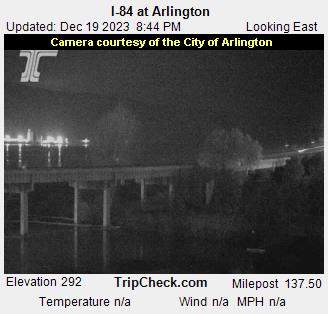 I-84 at Arlington
Updated: Dec 19 2023 8:44 PM Looking East
Camera courtesy of the City of Arlington
Elevation 292 TripCheck.com Milepost 137.50
Temperature n/a Wind n/a MPH n/a